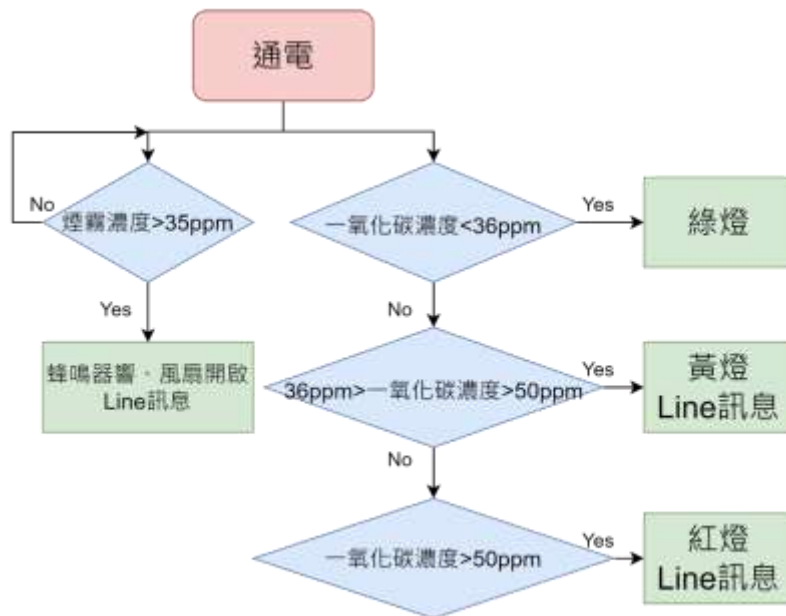 通電
No
煙霧濃度>35ppm
一氧化碳濃度<36ppm
Yes
綠燈
Yes
No
蜂鳴器響、風扇開啟
Line訊息
36ppm>一氧化碳濃度>50ppm
Yes
黃燈
Line訊息
No
一氧化碳濃度>50ppm
Yes
紅燈
Line訊息